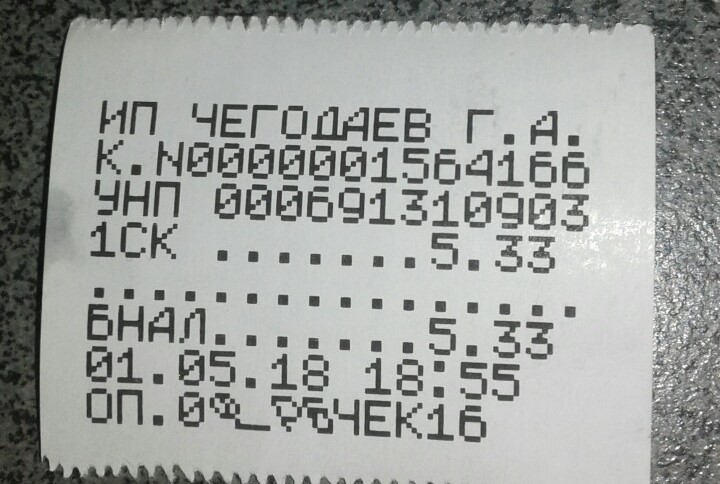 ИП ЧЕГОДАЕВ Г.А.
К.N0000001564166
УНП 000691310903
1СК .......5.33
................
БНАЛ.......5.33
01.05.18 18:55
ОП.0 ЧЕК16